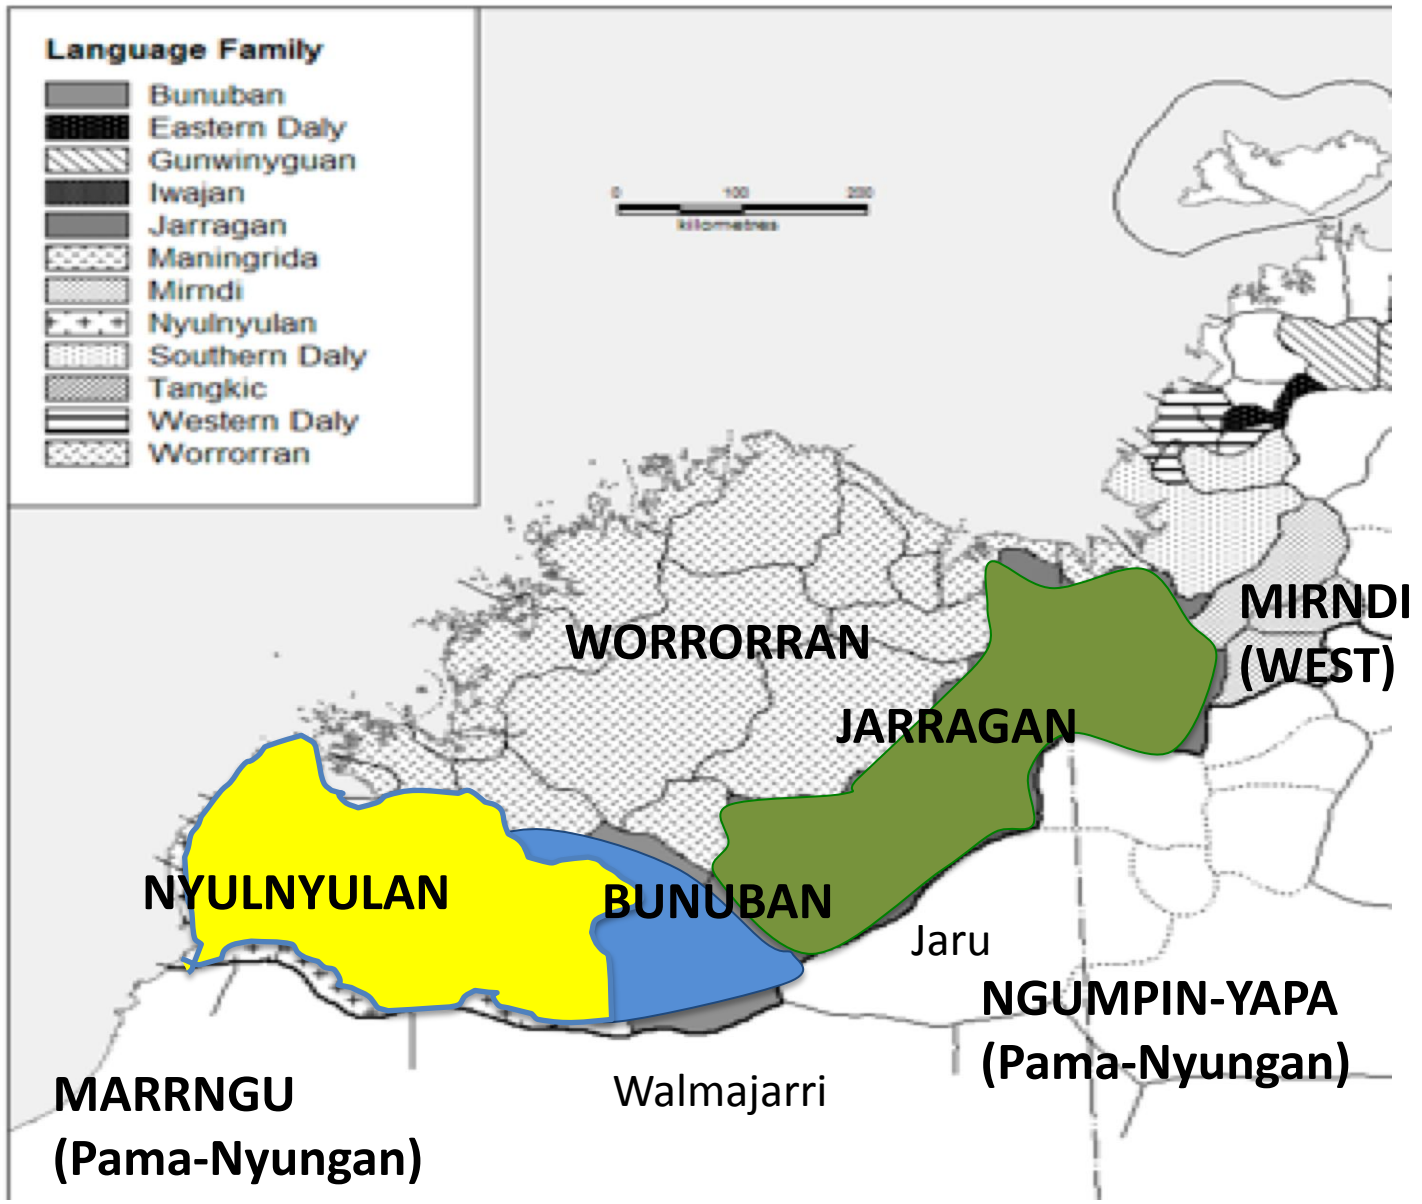 Language Family
Bunuban
Eastern Daly
Gunwinyguan
Iwajan
Jarragan
Maningrida
Mirndi
Nyulnyulan
Southern Daly
Tangkic
Western Daly
Worrorran
0 100 200
kilometres
MIRNDI
(WEST)
WORRORRAN
JARRAGAN
NYULNYULAN
BUNUBAN
Jaru
NGUMPIN-YAPA
(Pama-Nyungan)
Walmajarri
MARRNGU
(Pama-Nyungan)